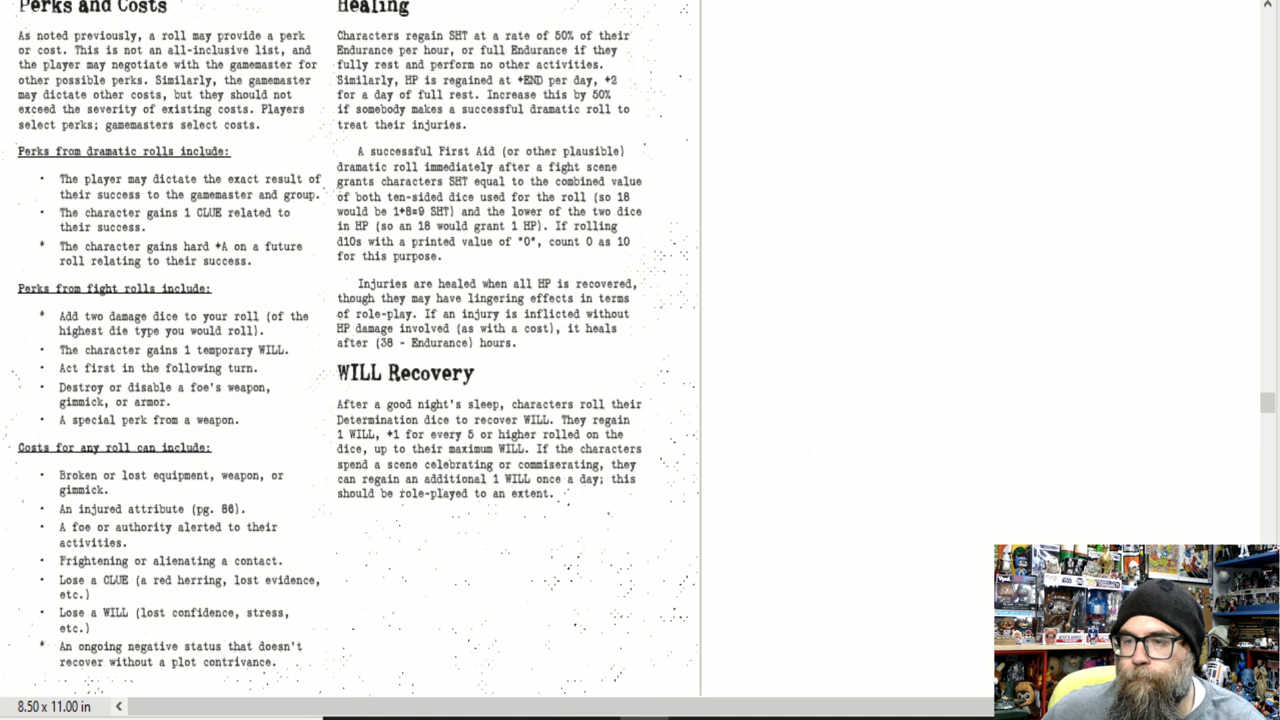 Perks and Costs
As noted previously, a roll may provide a perk
or cost. This is not an all-inclusive list, and
the player may negotiate with the gamemaster for
other possible perks. Similarly, the gamemaster
may dictate other costs, but they should not
exceed the severity of existing costs. Players
select perks; gamemasters select costs.
Perks from dramatic rolls include:
· The player may dictate the exact result of
their success to the gamemaster and group.
· The character gains 1 CLUE related to
their success.
* The character gains hard +A on a future
roll relating to their success.
Perks from fight rolls include:
* Add two damage dice to your roll (of the
highest die type you would roll).
· The character gains 1 temporary WILL.
· Act first in the following turn.
· Destroy or disable a foe's weapon,
gimmick, or armor.
· A special perk from a weapon.
Costs for any roll can include:
· Broken or lost equipment, weapon, or
gimmick.
· An injured attribute (pg. 86).
· A foe or authority alerted to their
activities.
· Frightening or alienating a contact.
· Lose a CLUE (a red herring, lost evidence,
etc.)
· Lose a WILL (lost confidence, stress,
etc.)
* An ongoing negative status that doesn't
recover without a plot contrivance.
Healing
Characters regain SHT at a rate of 50% of their
Endurance per hour, or full Endurance if they
fully rest and perform no other activities.
Similarly, HP is regained at +END per day, +2
for a day of full rest. Increase this by 50%
if somebody makes a successful dramatic roll to
treat their injuries.
A successful First Aid (or other plausible)
dramatic roll immediately after a fight scene
grants characters SHT equal to the combined value
of both ten-sided dice used for the roll (so 18
would be 1+8=9 SHT) and the lower of the two dice
in HP (so an 18 would grant 1 HP). If rolling
d10s with a printed value of "0", count 0 as 10
for this purpose.
Injuries are healed when all HP is recovered,
though they may have lingering effects in terms
of role-play. If an injury is inflicted without
HP damage involved (as with a cost), it heals
after (38 - Endurance) hours.
WILL Recovery
After a good night's sleep, characters roll their
Determination dice to recover WILL. They regain
1 WILL, +1 for every 5 or higher rolled on the
dice, up to their maximum WILL. If the characters
spend a scene celebrating or commiserating, they
can regain an additional 1 WILL once a day; this
should be role-played to an extent.
8.50 x 11.00 in